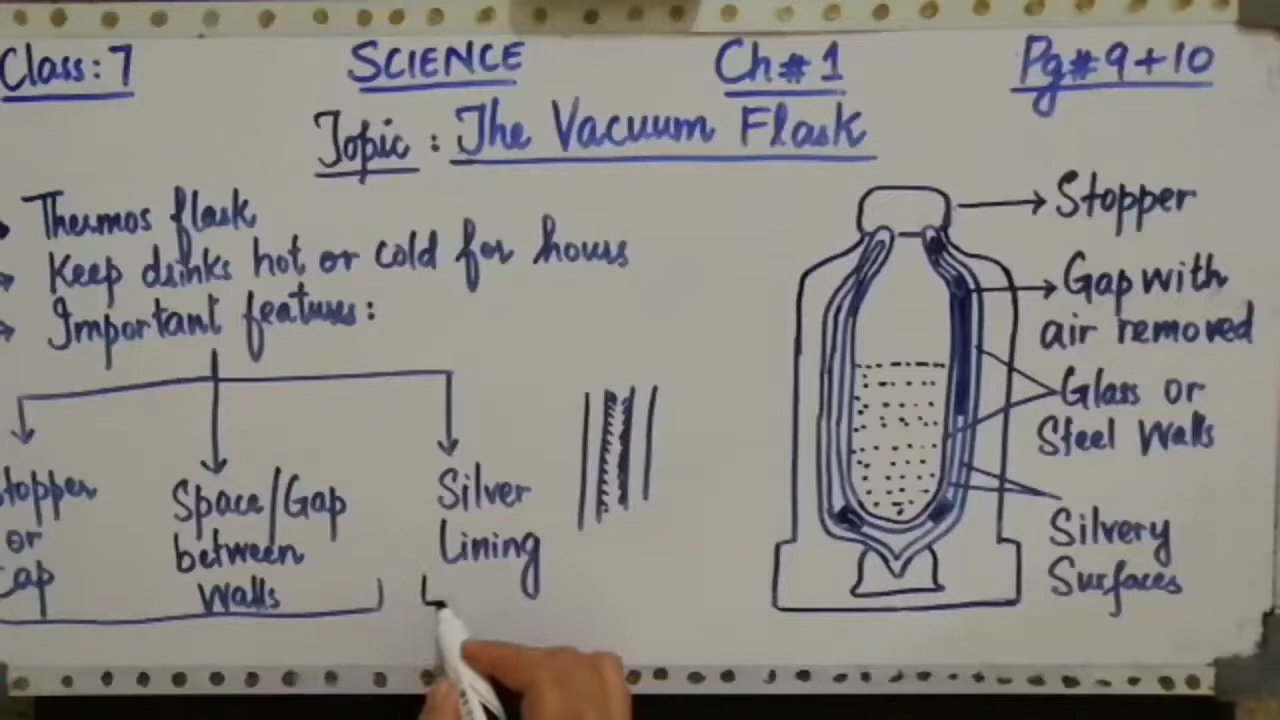 Class: 7 SCIENCE Ch # 1 Pg # 9 + 10
Topic : The Vacuum Flask
Thermos flask
Keep drinks hot or cold for hours
Important features:
topper
or
cap
Space/Gap
between
walls
Silver
Lining
Stopper
Gap with
air removed
Glass or
Steel Walls
Silvery
Surfaces